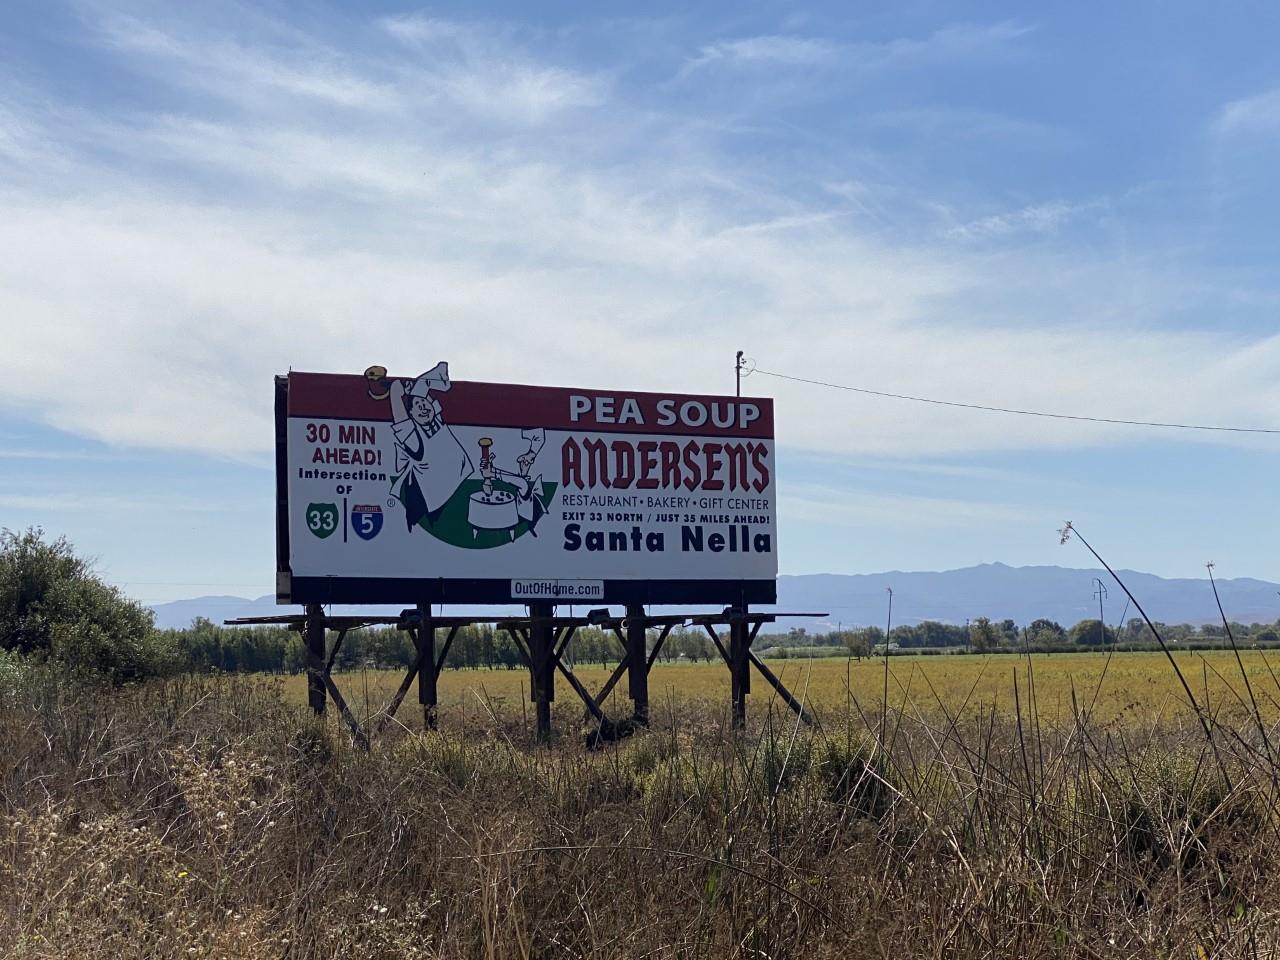 PEA SOUP
30 MIN
AHEAD!
Intersection
OF
33
INTERSTATE
5
®
ANDERSEN'S
RESTAURANT • BAKERY • GIFT CENTER
EXIT 33 NORTH / JUST 35 MILES AHEAD!
Santa Nella
OutOfHome.com